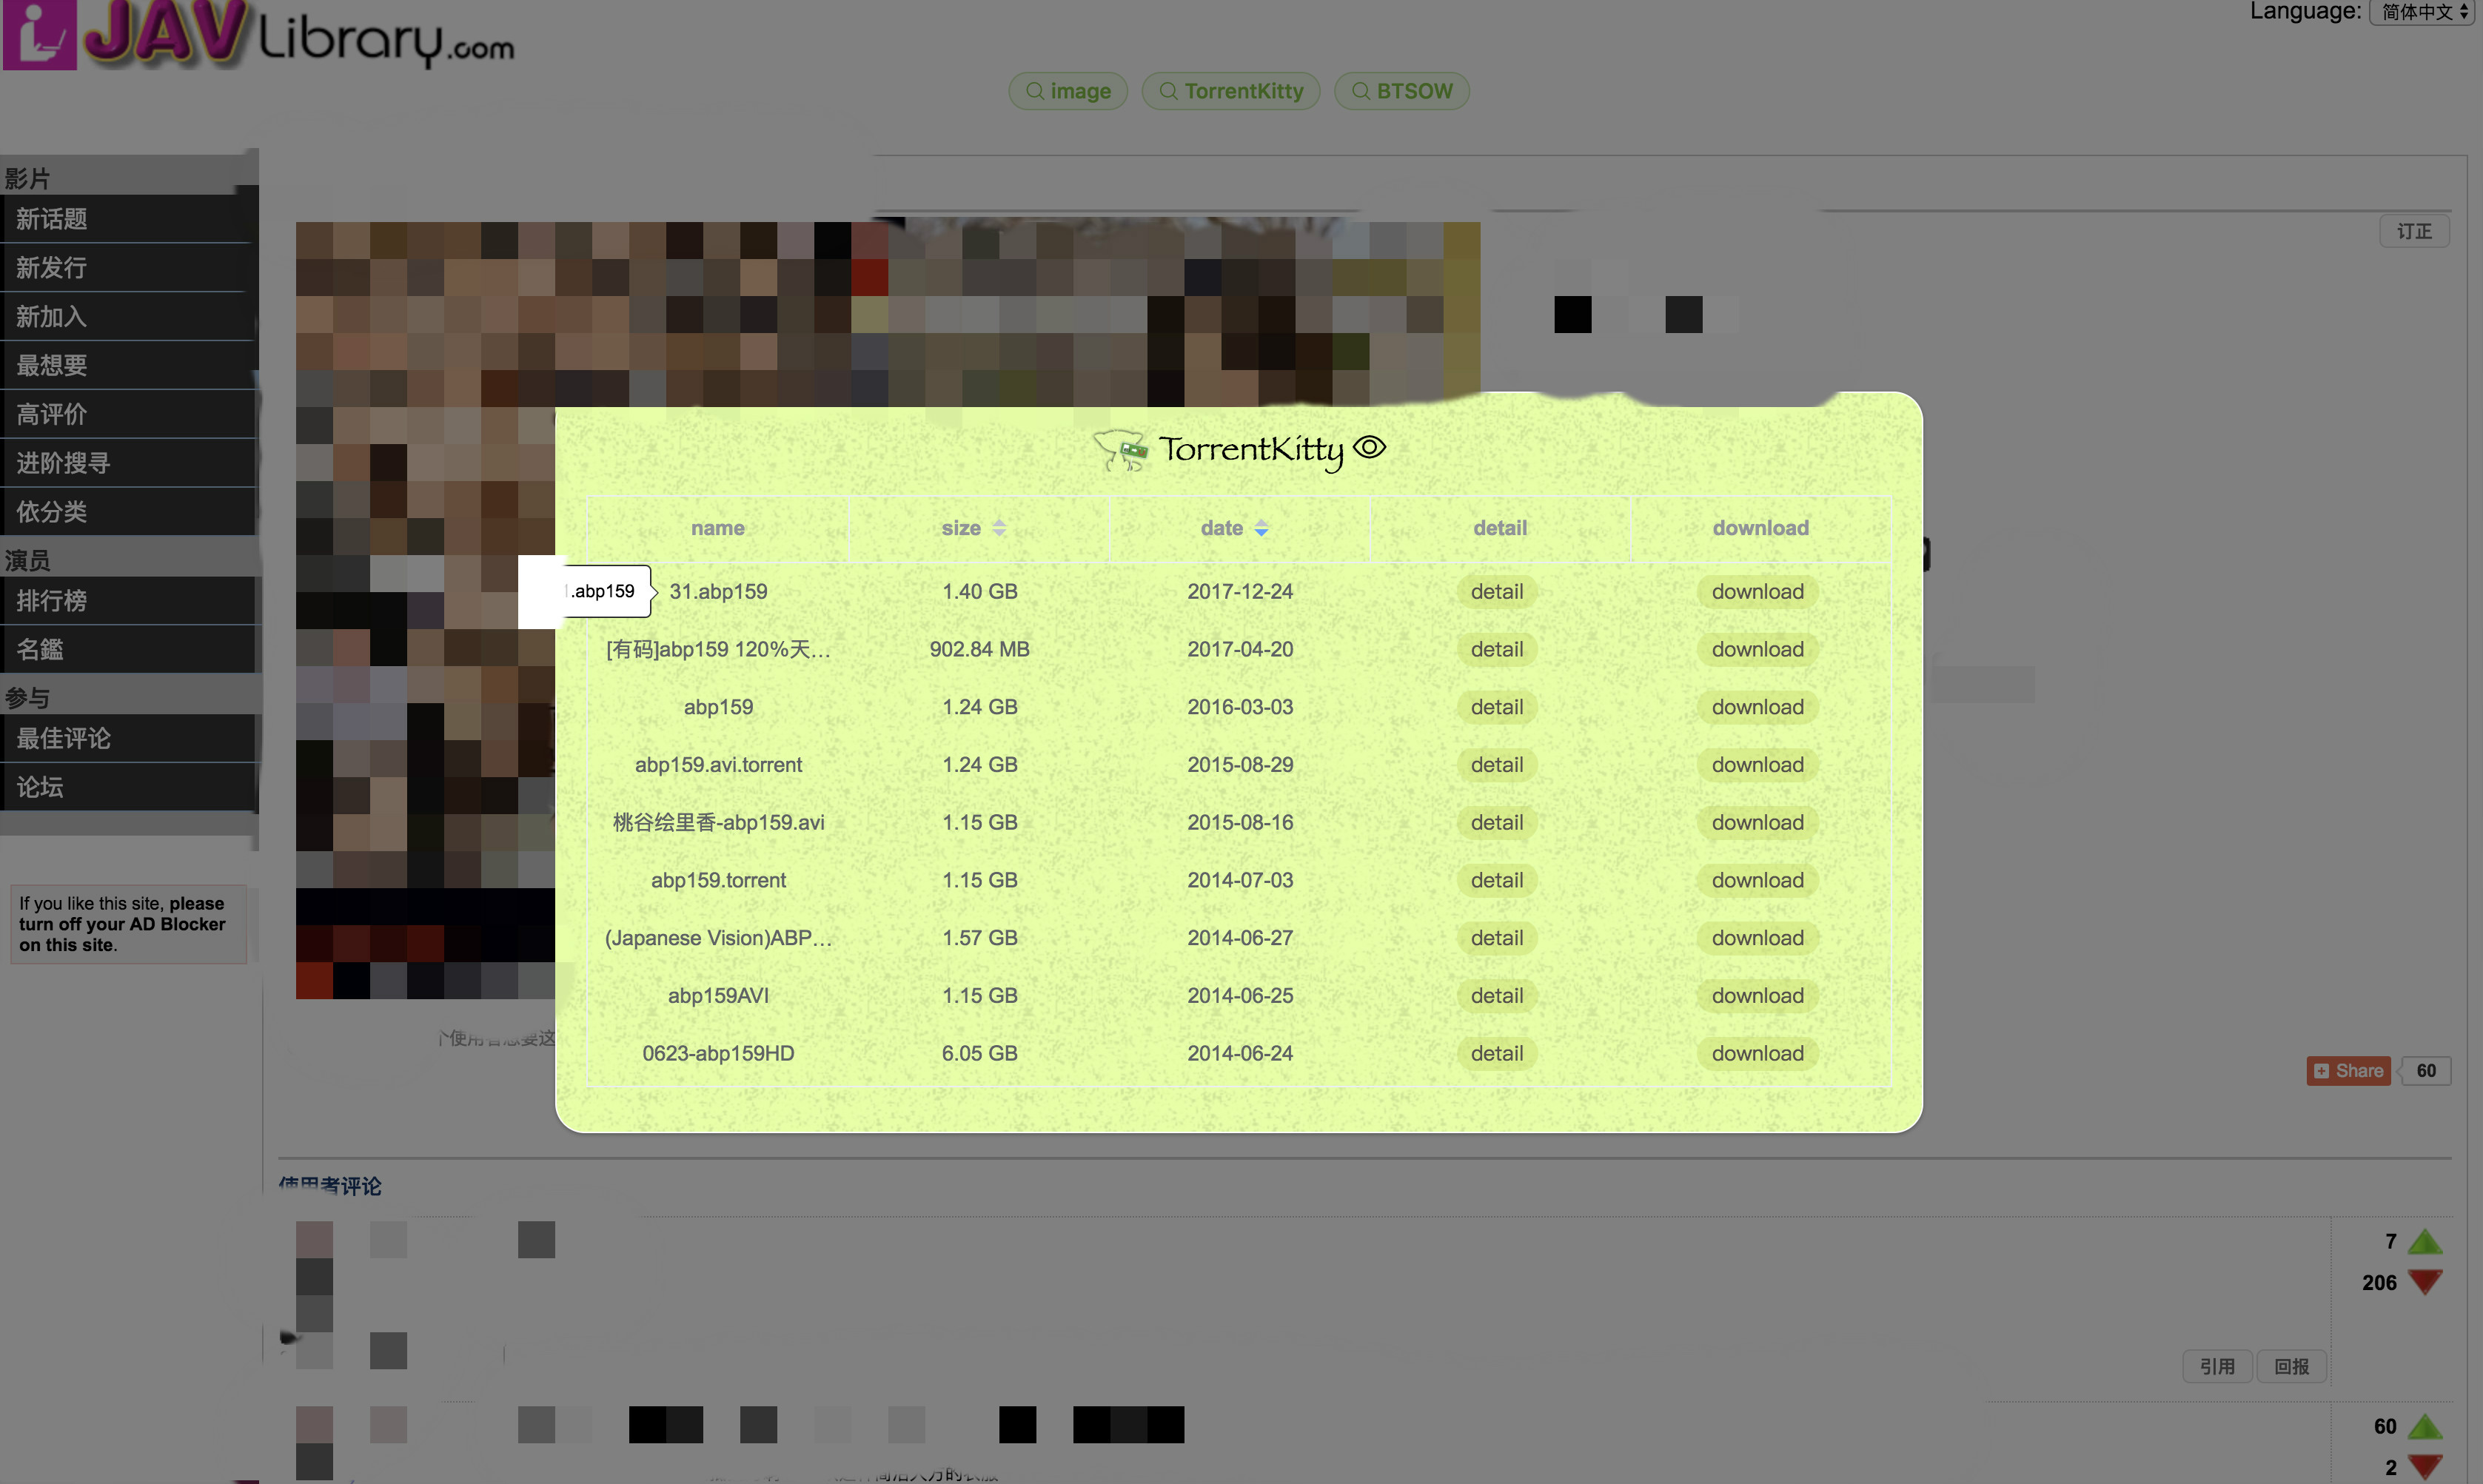 JAVLibrary.com
Language: 简体中文
image TorrentKitty BTSOW
影片
新话题
新发行
新加入
最想要
高评价
进阶搜寻
依分类
演员
排行榜
名鑑
参与
最佳评论
论坛
If you like this site, please
turn off your AD Blocker
on this site.
订正
TorrentKitty
name size date detail download
.abp159
31.abp159 1.40 GB 2017-12-24 detail download
[有码]abp159 120%天... 902.84 MB 2017-04-20 detail download
abp159 1.24 GB 2016-03-03 detail download
abp159.avi.torrent 1.24 GB 2015-08-29 detail download
桃谷绘里香-abp159.avi 1.15 GB 2015-08-16 detail download
abp159.torrent 1.15 GB 2014-07-03 detail download
(Japanese Vision)ABP... 1.57 GB 2014-06-27 detail download
abp159AVI 1.15 GB 2014-06-25 detail download
0623-abp159HD 6.05 GB 2014-06-24 detail download
Share 60
使用者评论
7
206
引用 回报
60
2